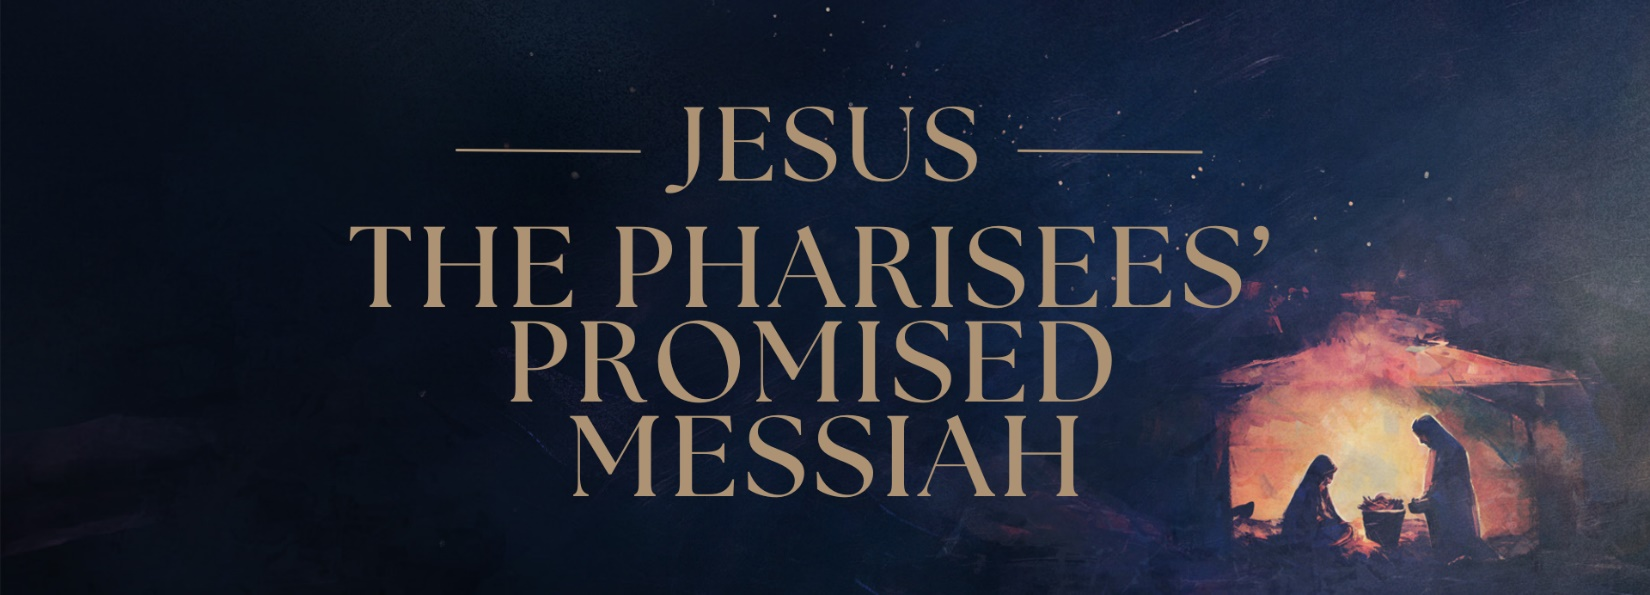 JESUS
THE PHARISEES’
PROMISED
MESSIAH